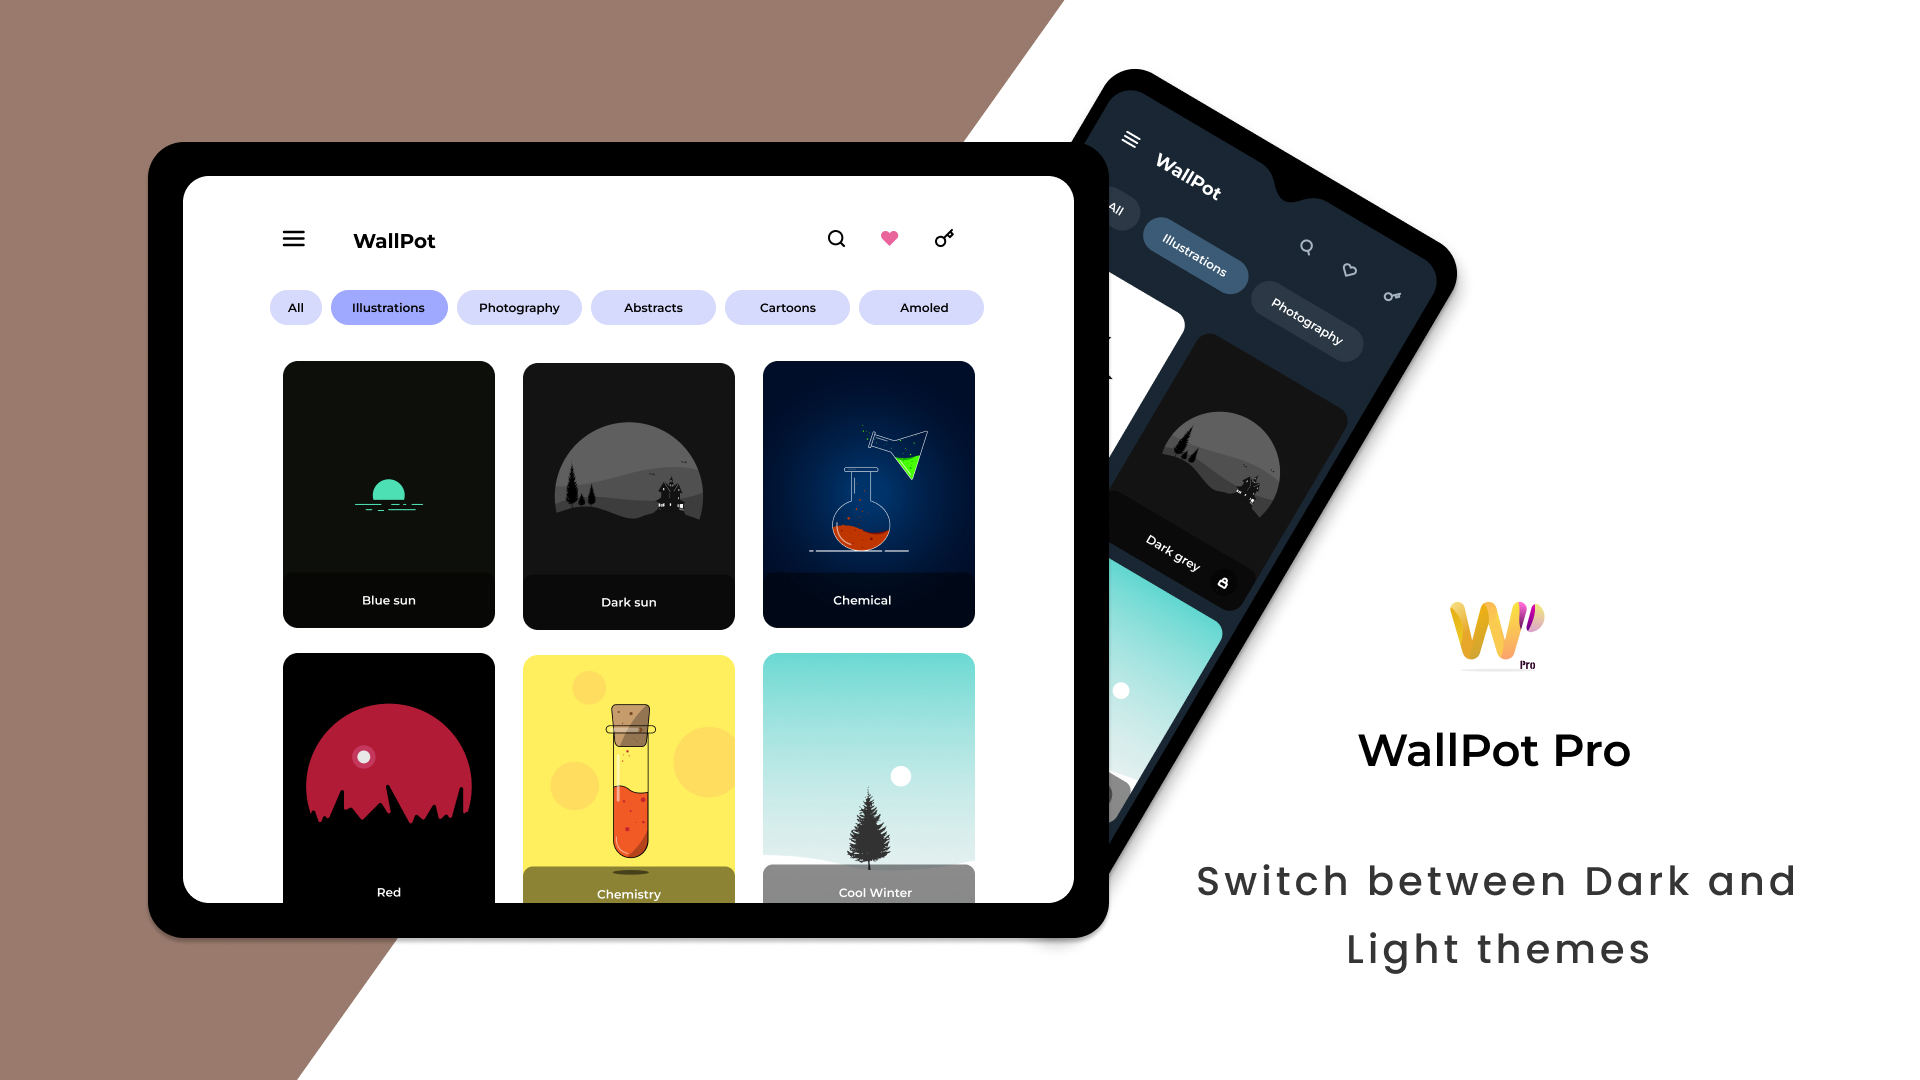 WallPot
All Illustrations Photography Abstracts Cartoons Amoled
Blue sun Dark sun Chemical
Red Chemistry Cool Winter
WallPot
All Illustrations Photography
Dark grey
W Pro
WallPot Pro
Switch between Dark and
Light themes